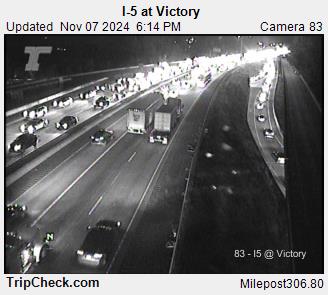 I-5 at Victory
Updated Nov 07 2024 6:14 PM Camera 83
T
N
83 - I5 @ Victory
TripCheck.com Milepost306.80